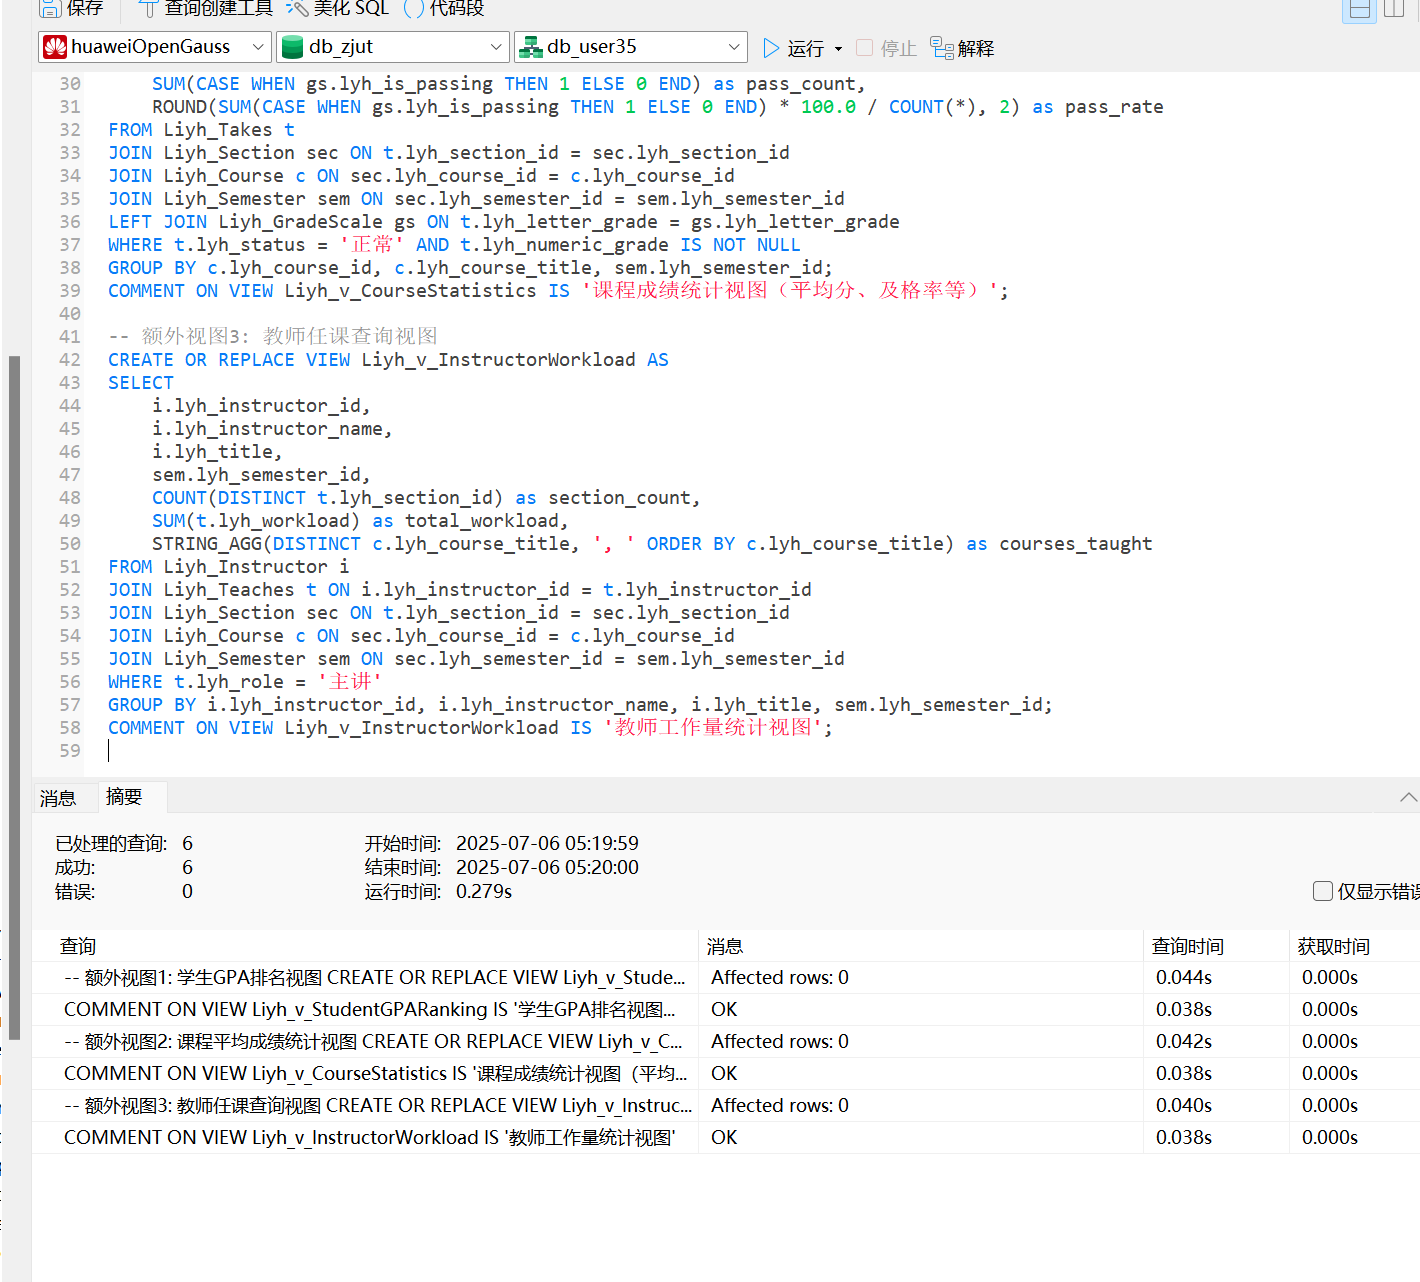 保存 查询创建工具 美化 SQL () 代码段
huaweiOpenGauss db_zjut db_user35 运行 停止 解释
30 SUM(CASE WHEN gs.lyh_is_passing THEN 1 ELSE 0 END) as pass_count,
31 ROUND(SUM(CASE WHEN gs.lyh_is_passing THEN 1 ELSE 0 END) * 100.0 / COUNT(*), 2) as pass_rate
32 FROM Liyh_Takes t
33 JOIN Liyh_Section sec ON t.lyh_section_id = sec.lyh_section_id
34 JOIN Liyh_Course c ON sec.lyh_course_id = c.lyh_course_id
35 JOIN Liyh_Semester sem ON sec.lyh_semester_id = sem.lyh_semester_id
36 LEFT JOIN Liyh_GradeScale gs ON t.lyh_letter_grade = gs.lyh_letter_grade
37 WHERE t.lyh_status = '正常' AND t.lyh_numeric_grade IS NOT NULL
38 GROUP BY c.lyh_course_id, c.lyh_course_title, sem.lyh_semester_id;
39 COMMENT ON VIEW Liyh_v_CourseStatistics IS '课程成绩统计视图（平均分、及格率等）';
40
41 -- 额外视图3: 教师任课查询视图
42 CREATE OR REPLACE VIEW Liyh_v_InstructorWorkload AS
43 SELECT
44 i.lyh_instructor_id,
45 i.lyh_instructor_name,
46 i.lyh_title,
47 sem.lyh_semester_id,
48 COUNT(DISTINCT t.lyh_section_id) as section_count,
49 SUM(t.lyh_workload) as total_workload,
50 STRING_AGG(DISTINCT c.lyh_course_title, ', ' ORDER BY c.lyh_course_title) as courses_taught
51 FROM Liyh_Instructor i
52 JOIN Liyh_Teaches t ON i.lyh_instructor_id = t.lyh_instructor_id
53 JOIN Liyh_Section sec ON t.lyh_section_id = sec.lyh_section_id
54 JOIN Liyh_Course c ON sec.lyh_course_id = c.lyh_course_id
55 JOIN Liyh_Semester sem ON sec.lyh_semester_id = sem.lyh_semester_id
56 WHERE t.lyh_role = '主讲'
57 GROUP BY i.lyh_instructor_id, i.lyh_instructor_name, i.lyh_title, sem.lyh_semester_id;
58 COMMENT ON VIEW Liyh_v_InstructorWorkload IS '教师工作量统计视图';
59
消息 摘要
已处理的查询: 6 开始时间: 2025-07-06 05:19:59
成功: 6 结束时间: 2025-07-06 05:20:00
错误: 0 运行时间: 0.279s 仅显示错误
查询 消息 查询时间 获取时间
-- 额外视图1: 学生GPA排名视图 CREATE OR REPLACE VIEW Liyh_v_Stude... Affected rows: 0 0.044s 0.000s
COMMENT ON VIEW Liyh_v_StudentGPARanking IS '学生GPA排名视图... OK 0.038s 0.000s
-- 额外视图2: 课程平均成绩统计视图 CREATE OR REPLACE VIEW Liyh_v_C... Affected rows: 0 0.042s 0.000s
COMMENT ON VIEW Liyh_v_CourseStatistics IS '课程成绩统计视图（平均... OK 0.038s 0.000s
-- 额外视图3: 教师任课查询视图 CREATE OR REPLACE VIEW Liyh_v_Instruc... Affected rows: 0 0.040s 0.000s
COMMENT ON VIEW Liyh_v_InstructorWorkload IS '教师工作量统计视图' OK 0.038s 0.000s